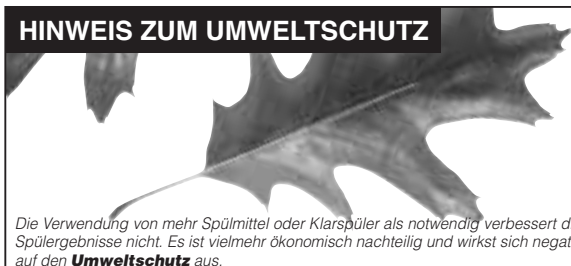 HINWEIS ZUM UMWELTSCHUTZ
Die Verwendung von mehr Spülmittel oder Klarspüler als notwendig verbessert d
Spülergebnisse nicht. Es ist vielmehr ökonomisch nachteilig und wirkst sich negat
auf den Umweltschutz aus.